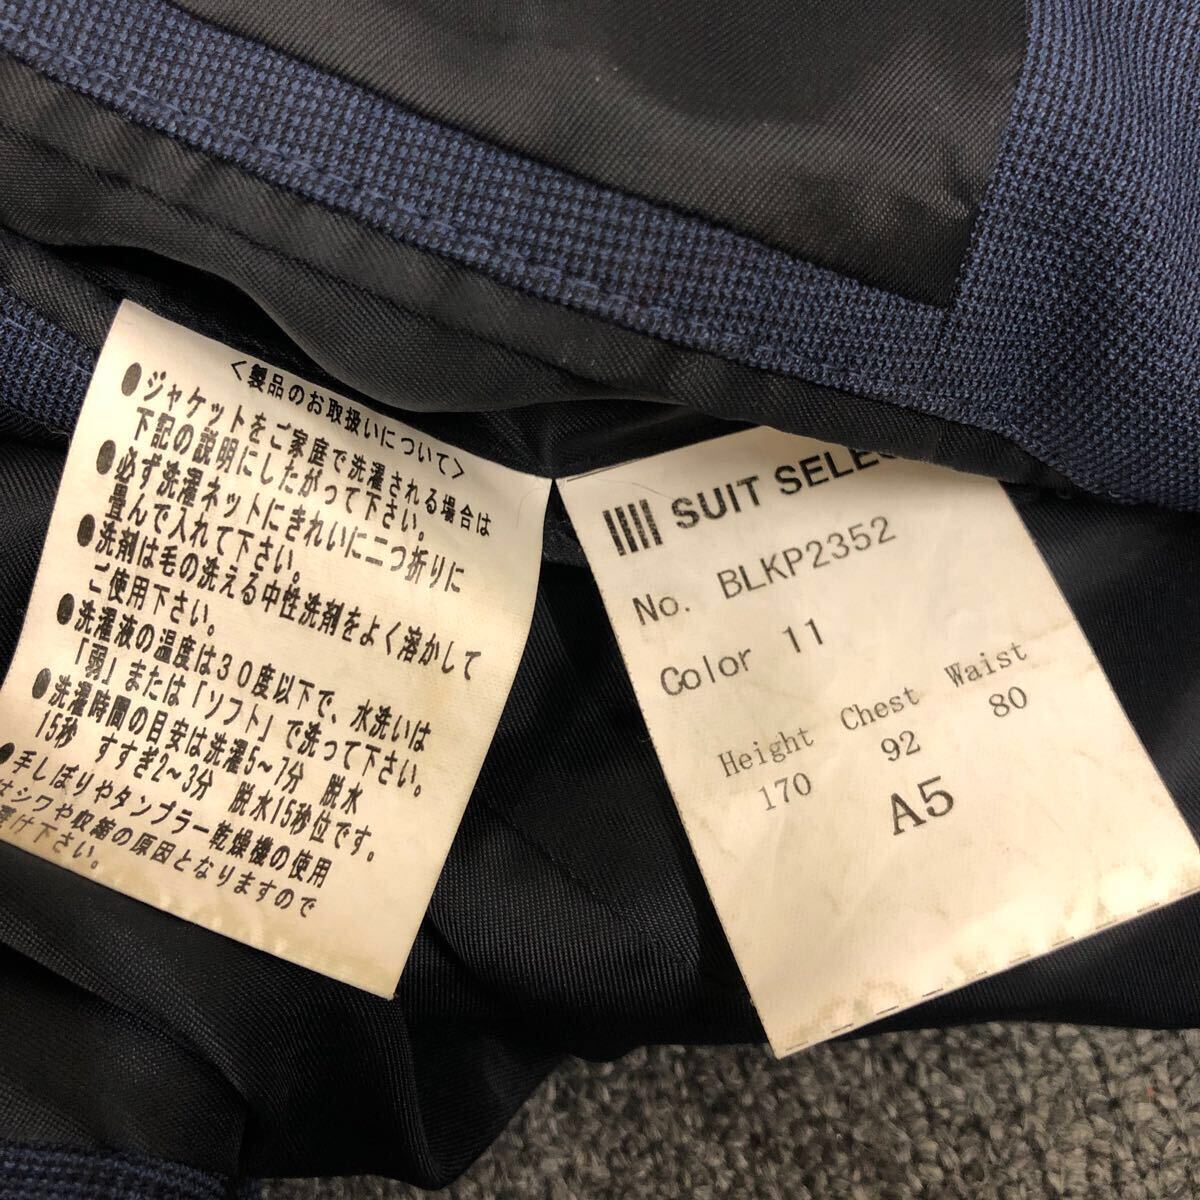 <製品のお取扱いについて>
●ジャケットをご家庭で洗濯される場合は
下記の説明にしたがって下さい。
●必ず洗濯ネットにきれいに二つ折りに
畳んで入れて下さい。
●洗剤は毛の洗える中性洗剤をよく溶かして
ご使用下さい。
●洗濯液の温度は30度以下で、水洗いは
「弱」または「ソフト」で洗って下さい。
●洗濯時間の目安は洗濯5~7分 脱水
15秒 すすぎ2~3分 脱水15秒位です。
●手しぼりやタンブラー乾燥機の使用
はシワや収縮の原因となりますので
下さい。
SUIT
No. BLKP2352
Color 11
Height Chest Waist
170 92 80
A5